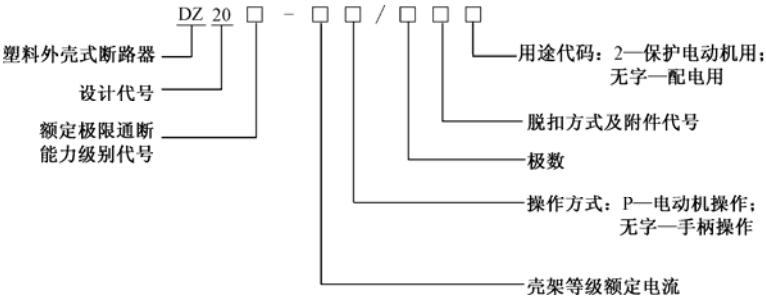 DZ 20 □ - □ □ / □ □ □
塑料外壳式断路器
设计代号
额定极限通断
能力级别代号
用途代码：2—保护电动机用；
无字—配电用
脱扣方式及附件代号
极数
操作方式：P—电动机操作；
无字—手柄操作
壳架等级额定电流